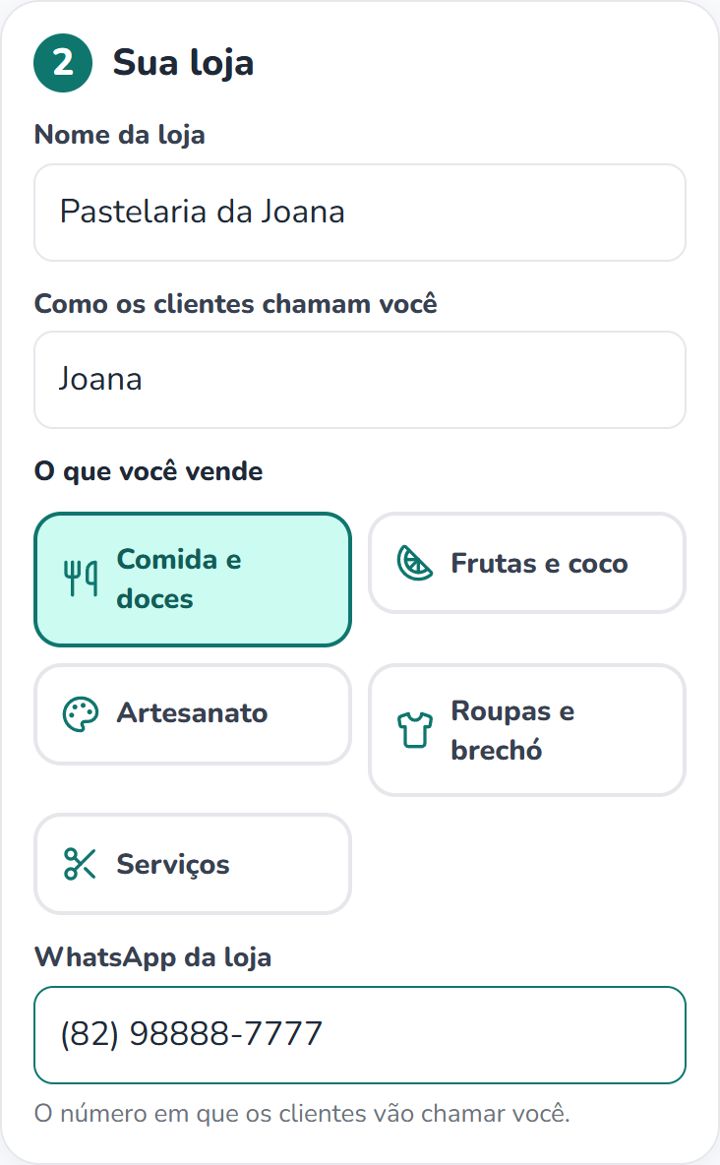 2 Sua loja
Nome da loja
Pastelaria da Joana
Como os clientes chamam você
Joana
O que você vende
Comida e
doces
Frutas e coco
Artesanato
Roupas e
brechó
Serviços
WhatsApp da loja
(82) 98888-7777
O número em que os clientes vão chamar você.